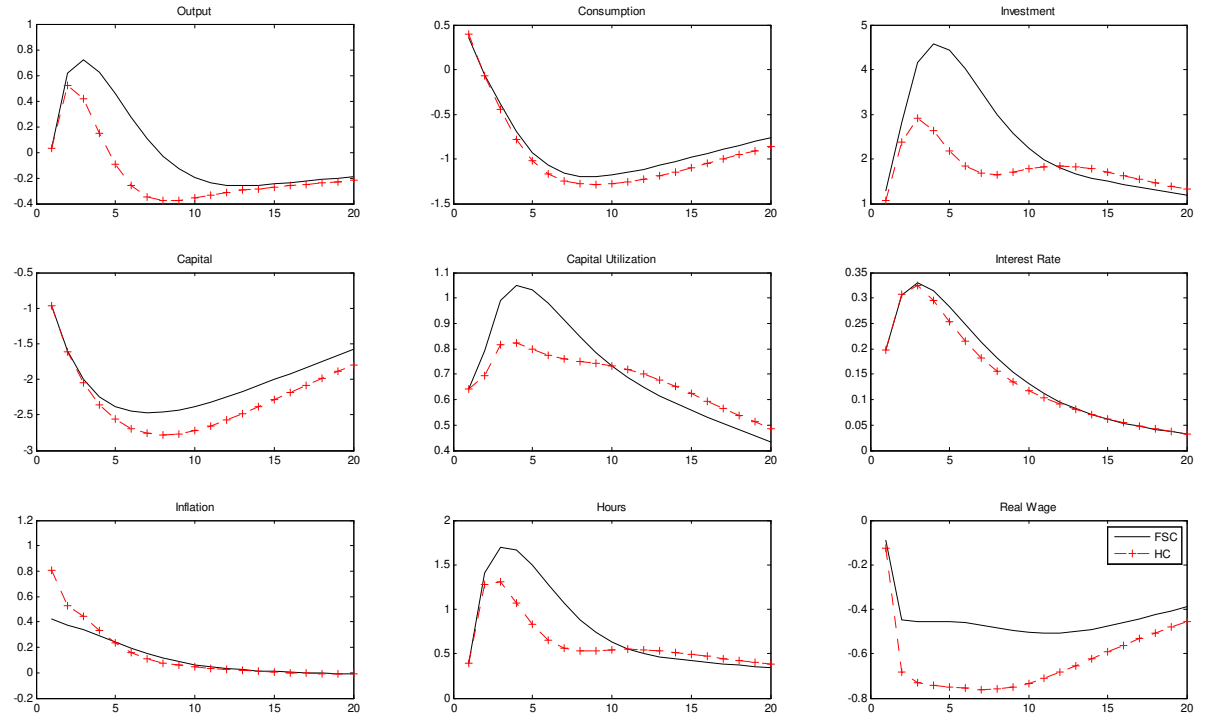 Output
1
0.8
0.6
0.4
0.2
0
-0.2
-0.4
0 5 10 15 20
Consumption
0.5
0
-0.5
-1
-1.5
0 5 10 15 20
Investment
5
4
3
2
1
0 5 10 15 20
Capital
-0.5
-1
-1.5
-2
-2.5
-3
0 5 10 15 20
Capital Utilization
1.1
1
0.9
0.8
0.7
0.6
0.5
0.4
0 5 10 15 20
Interest Rate
0.35
0.3
0.25
0.2
0.15
0.1
0.05
0
0 5 10 15 20
Inflation
1.2
1
0.8
0.6
0.4
0.2
0
-0.2
0 5 10 15 20
Hours
2
1.5
1
0.5
0
0 5 10 15 20
Real Wage
0
-0.2
-0.4
-0.6
-0.8
0 5 10 15 20
FSC
HC